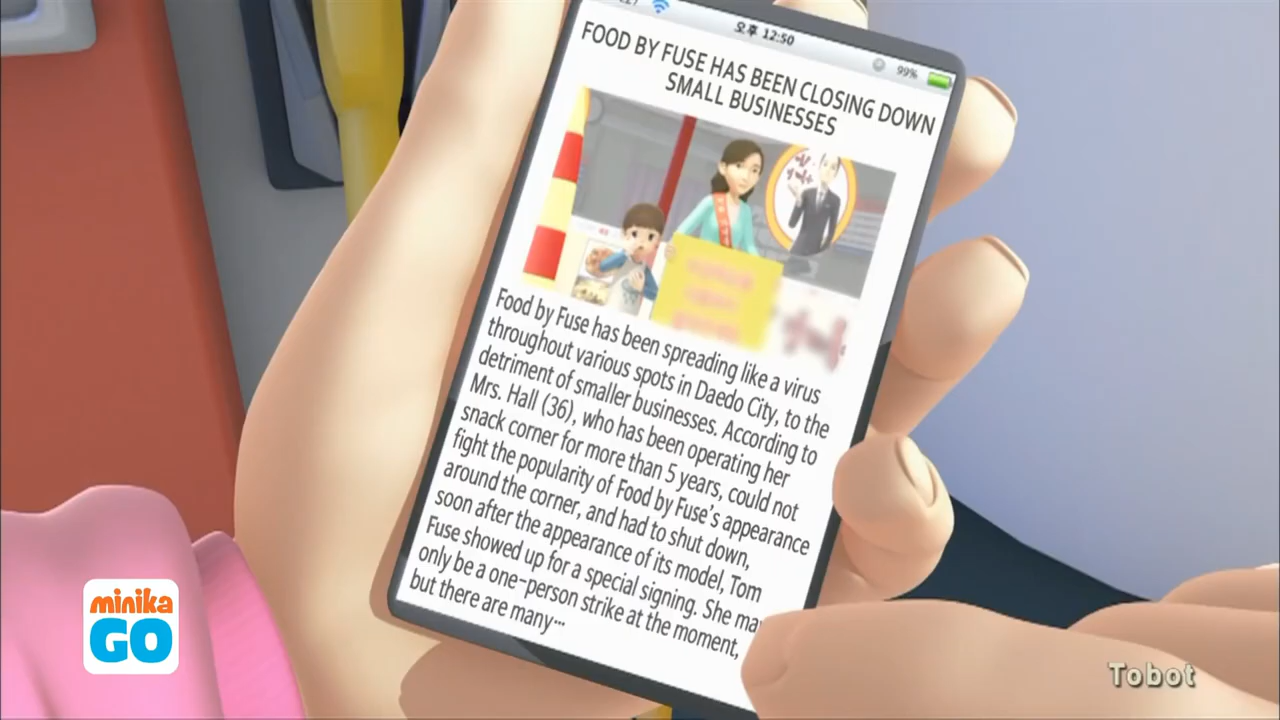 오후 12:50
99%
FOOD BY FUSE HAS BEEN CLOSING DOWN
SMALL BUSINESSES
Food by Fuse has been spreading like a virus
throughout various spots in Daedo City, to the
detriment of smaller businesses. According to
Mrs. Hall (36), who has been operating her
snack corner for more than 5 years, could not
fight the popularity of Food by Fuse's appearance
around the corner, and had to shut down,
soon after the appearance of its model, Tom
Fuse showed up for a special signing. She may
only be a one-person strike at the moment,
but there are many…
minika
GO
Tobot